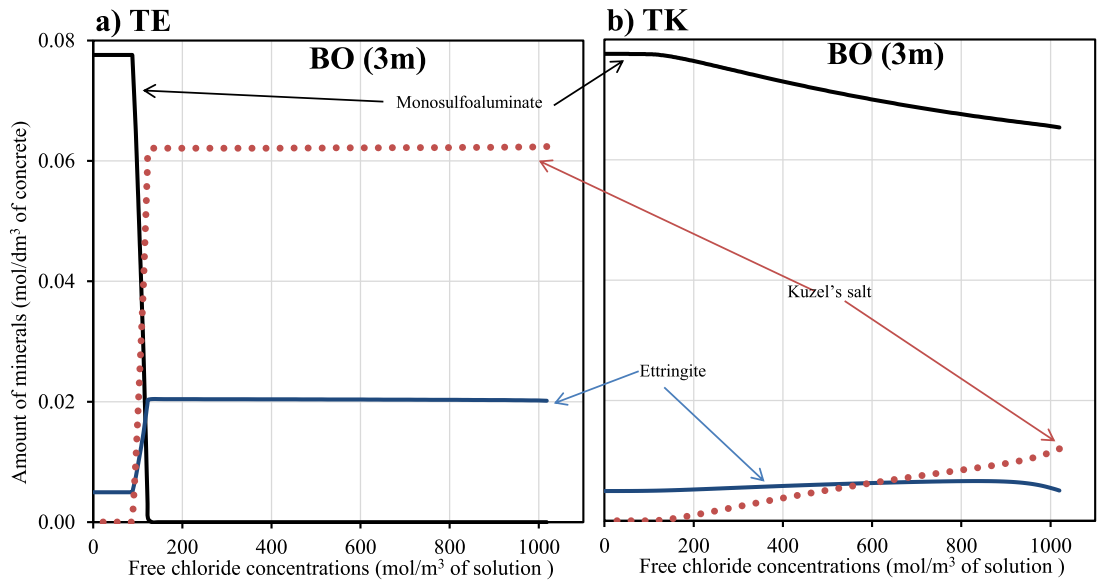 a) TE
b) TK
BO (3m)
BO (3m)
Monosulfoaluminate
Kuzel's salt
Ettringite
Amount of minerals (mol/dm³ of concrete)
0.08
0.06
0.04
0.02
0.00
0 200 400 600 800 1000
0 200 400 600 800 1000
Free chloride concentrations (mol/m³ of solution )
Free chloride concentrations (mol/m³ of solution )